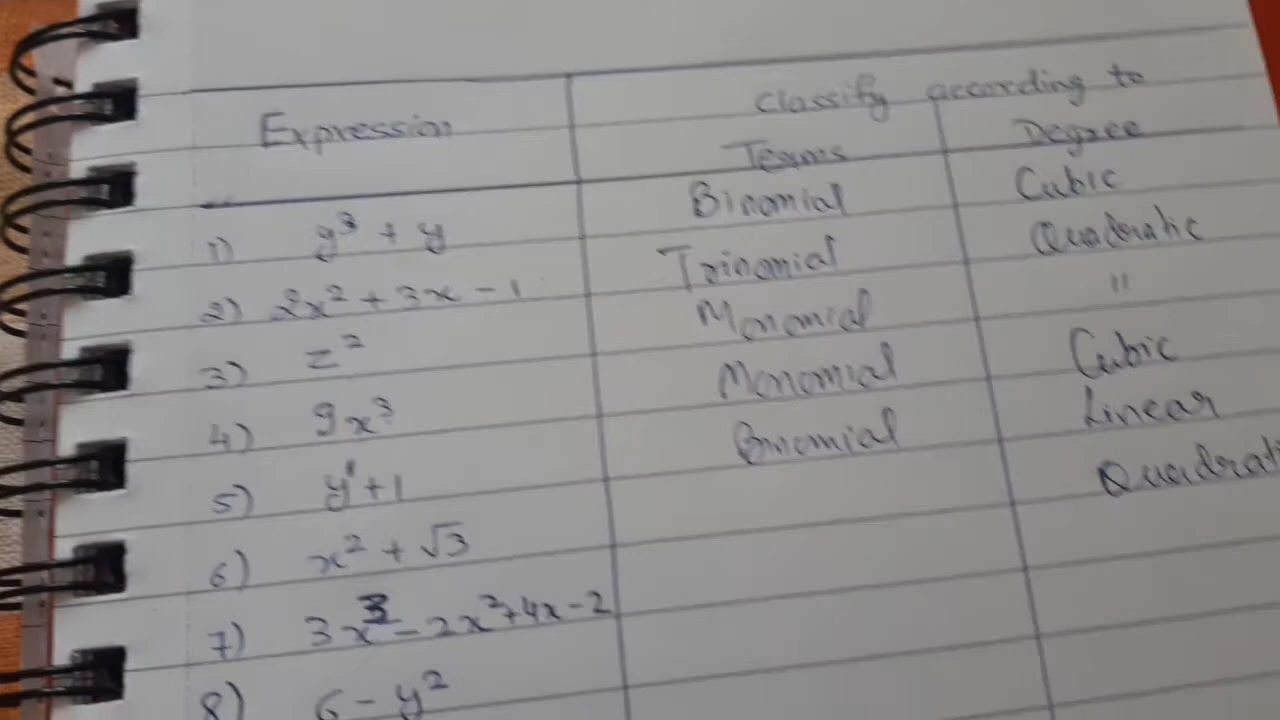 Expression Classify according to
Terms Degree
1) y³ + y Binomial Cubic
2) 2x² + 3x - 1 Trinomial Quadratic
3) z² Monomial "
4) 9x³ Monomial Cubic
5) y¹ + 1 Binomial Linear
6) x² + √3 Quadrati
7) 3x³ - 2x² + 4x - 2
8) 6 - y²